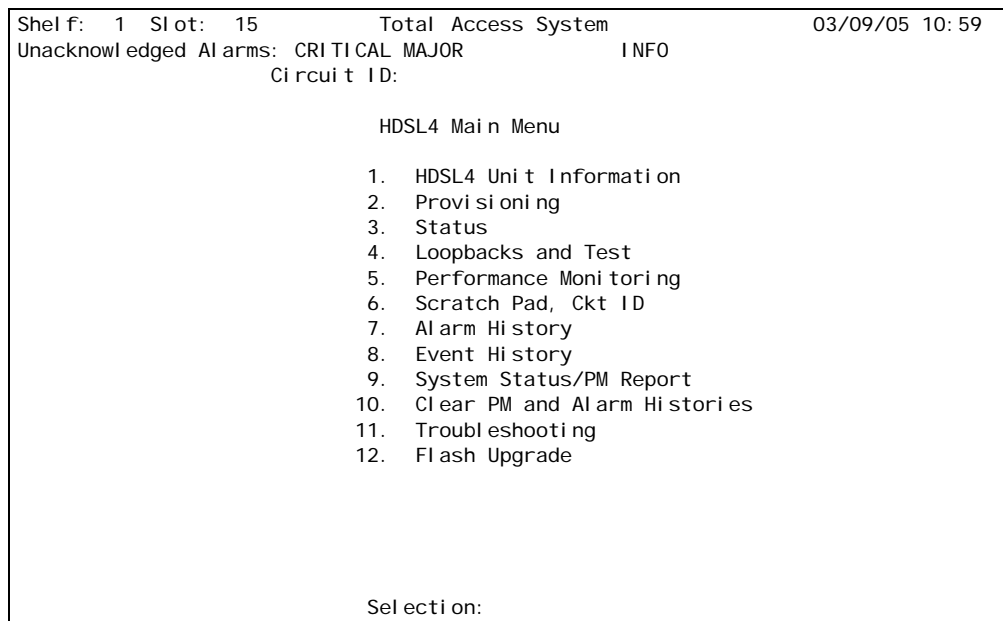 Shelf: 1 Slot: 15 Total Access System 03/09/05 10:59
Unacknowledged Alarms: CRITICAL MAJOR INFO
Circuit ID:
HDSL4 Main Menu
1. HDSL4 Unit Information
2. Provisioning
3. Status
4. Loopbacks and Test
5. Performance Monitoring
6. Scratch Pad, Ckt ID
7. Alarm History
8. Event History
9. System Status/PM Report
10. Clear PM and Alarm Histories
11. Troubleshooting
12. Flash Upgrade
Selection: